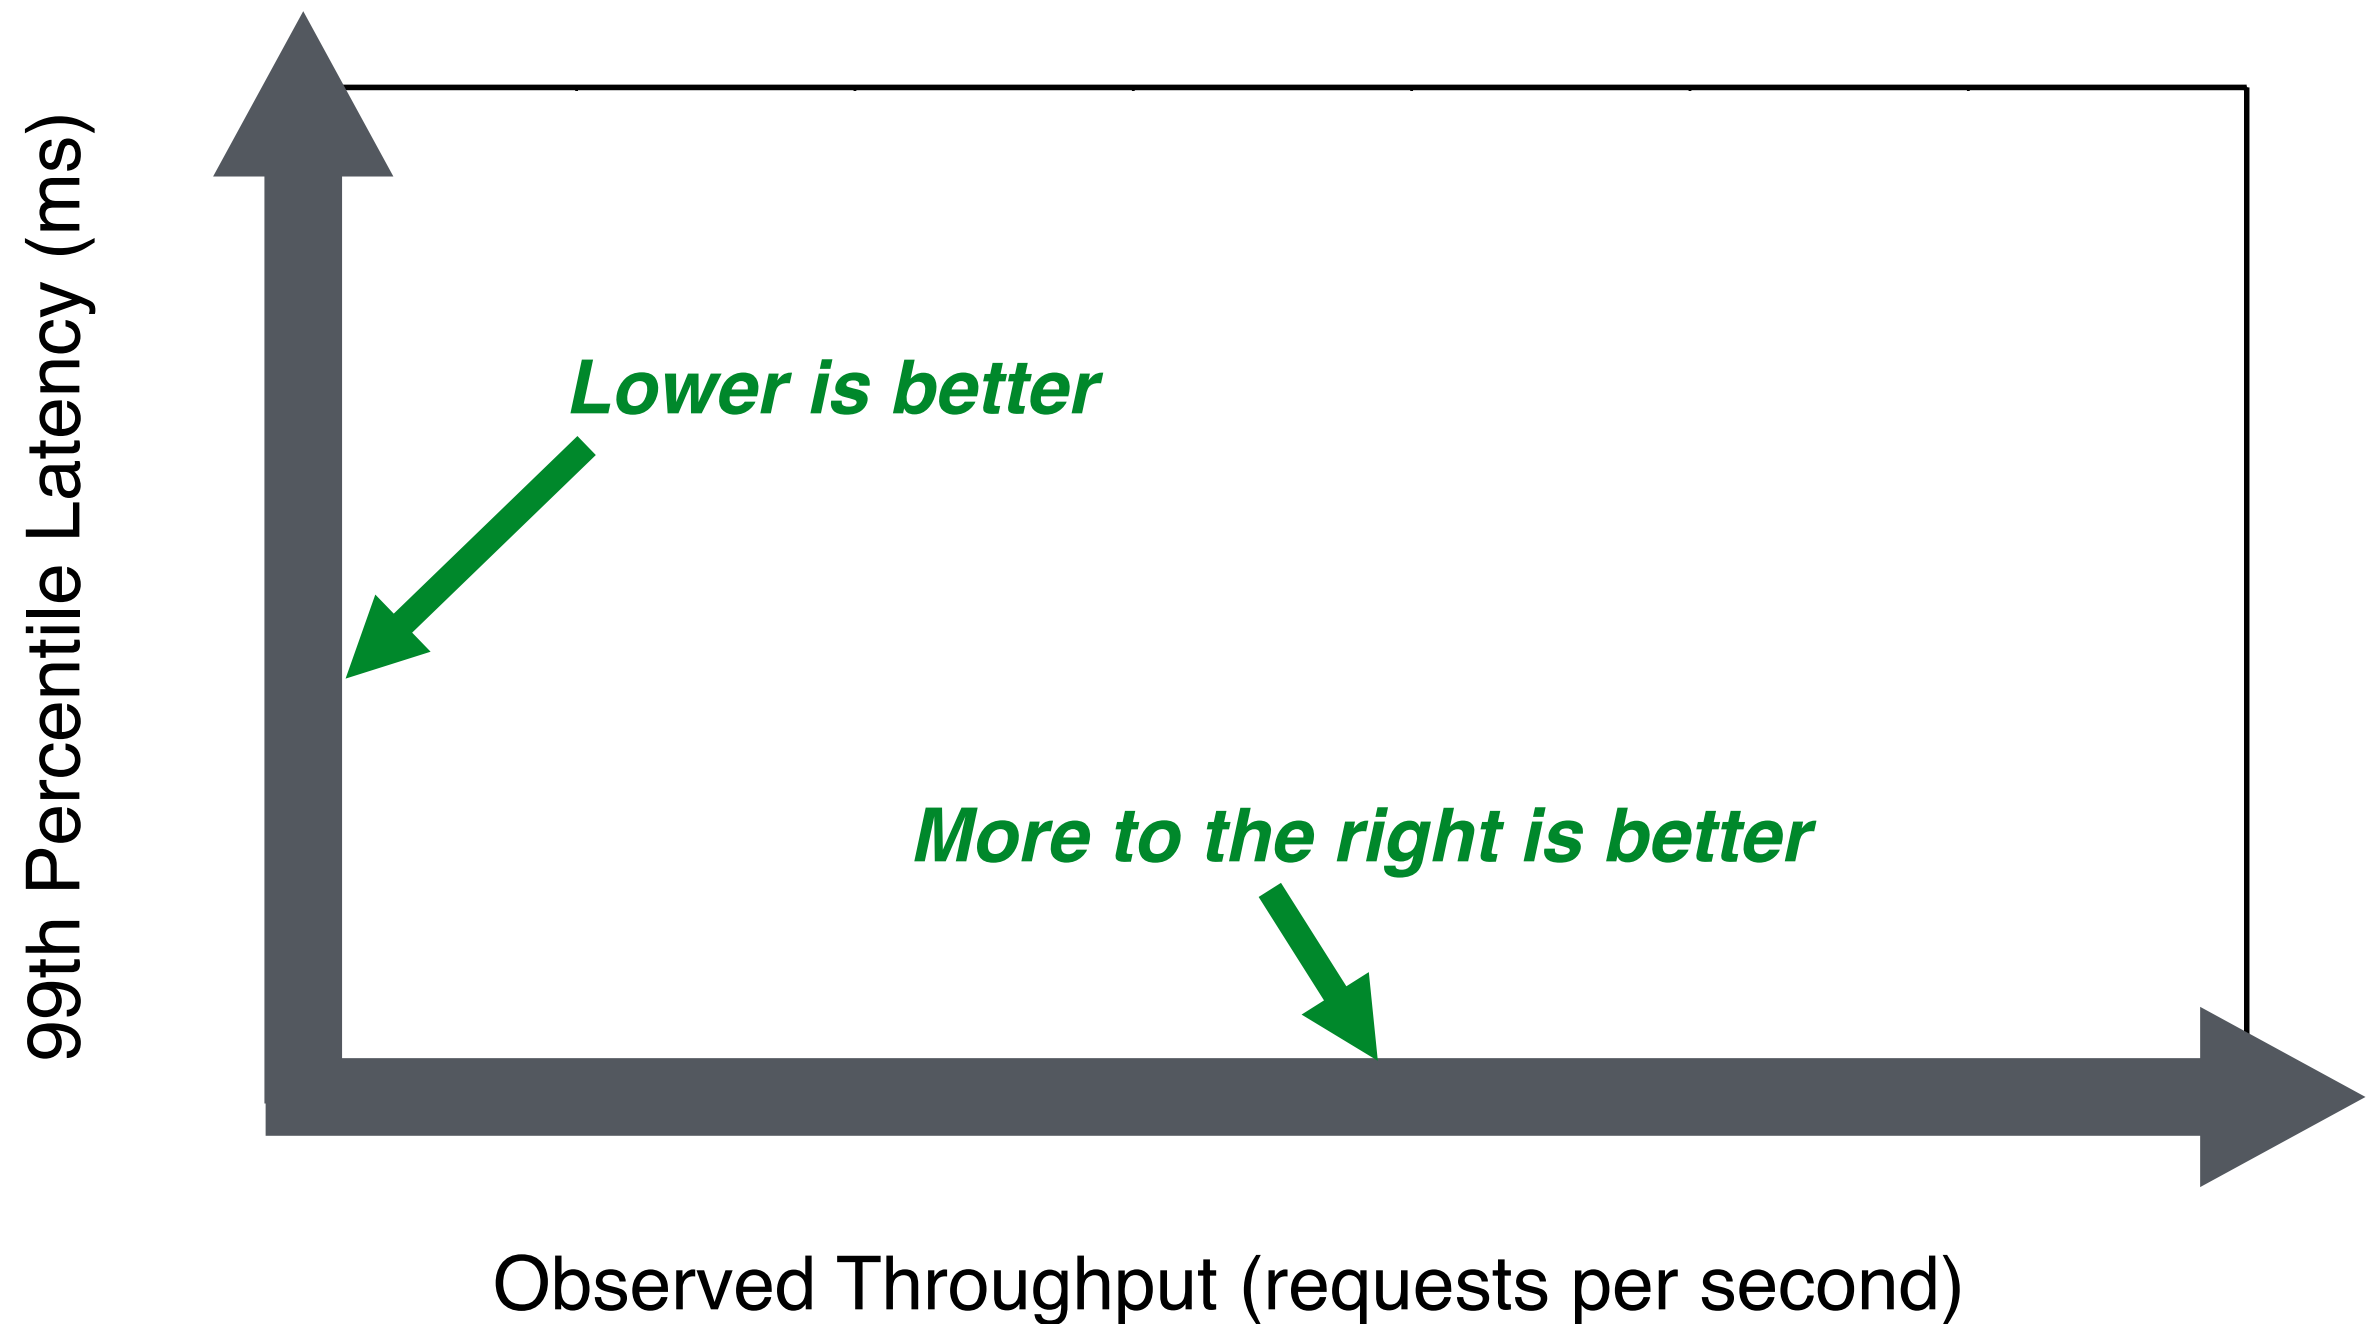 99th Percentile Latency (ms)
Lower is better
More to the right is better
Observed Throughput (requests per second)